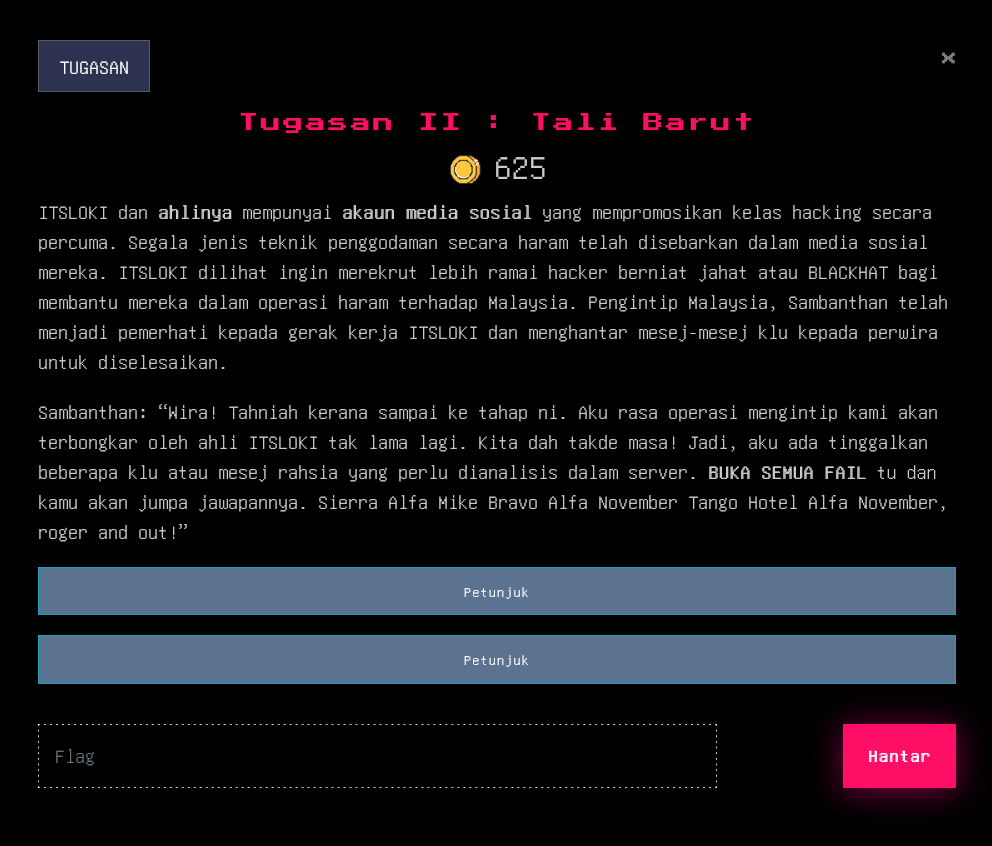 TUGASAN
×
Tugasan II : Tali Barut
625
ITSLOKI dan ahlinya mempunyai akaun media sosial yang mempromosikan kelas hacking secara
percuma. Segala jenis teknik penggodaman secara haram telah disebarkan dalam media sosial
mereka. ITSLOKI dilihat ingin merekrut lebih ramai hacker berniat jahat atau BLACKHAT bagi
membantu mereka dalam operasi haram terhadap Malaysia. Pengintip Malaysia, Sambanthan telah
menjadi pemerhati kepada gerak kerja ITSLOKI dan menghantar mesej-mesej klu kepada perwira
untuk diselesaikan.
Sambanthan: “Wira! Tahniah kerana sampai ke tahap ni. Aku rasa operasi mengintip kami akan
terbongkar oleh ahli ITSLOKI tak lama lagi. Kita dah takde masa! Jadi, aku ada tinggalkan
beberapa klu atau mesej rahsia yang perlu dianalisis dalam server. BUKA SEMUA FAIL tu dan
kamu akan jumpa jawapannya. Sierra Alfa Mike Bravo Alfa November Tango Hotel Alfa November,
roger and out!”
Petunjuk
Petunjuk
Flag
Hantar